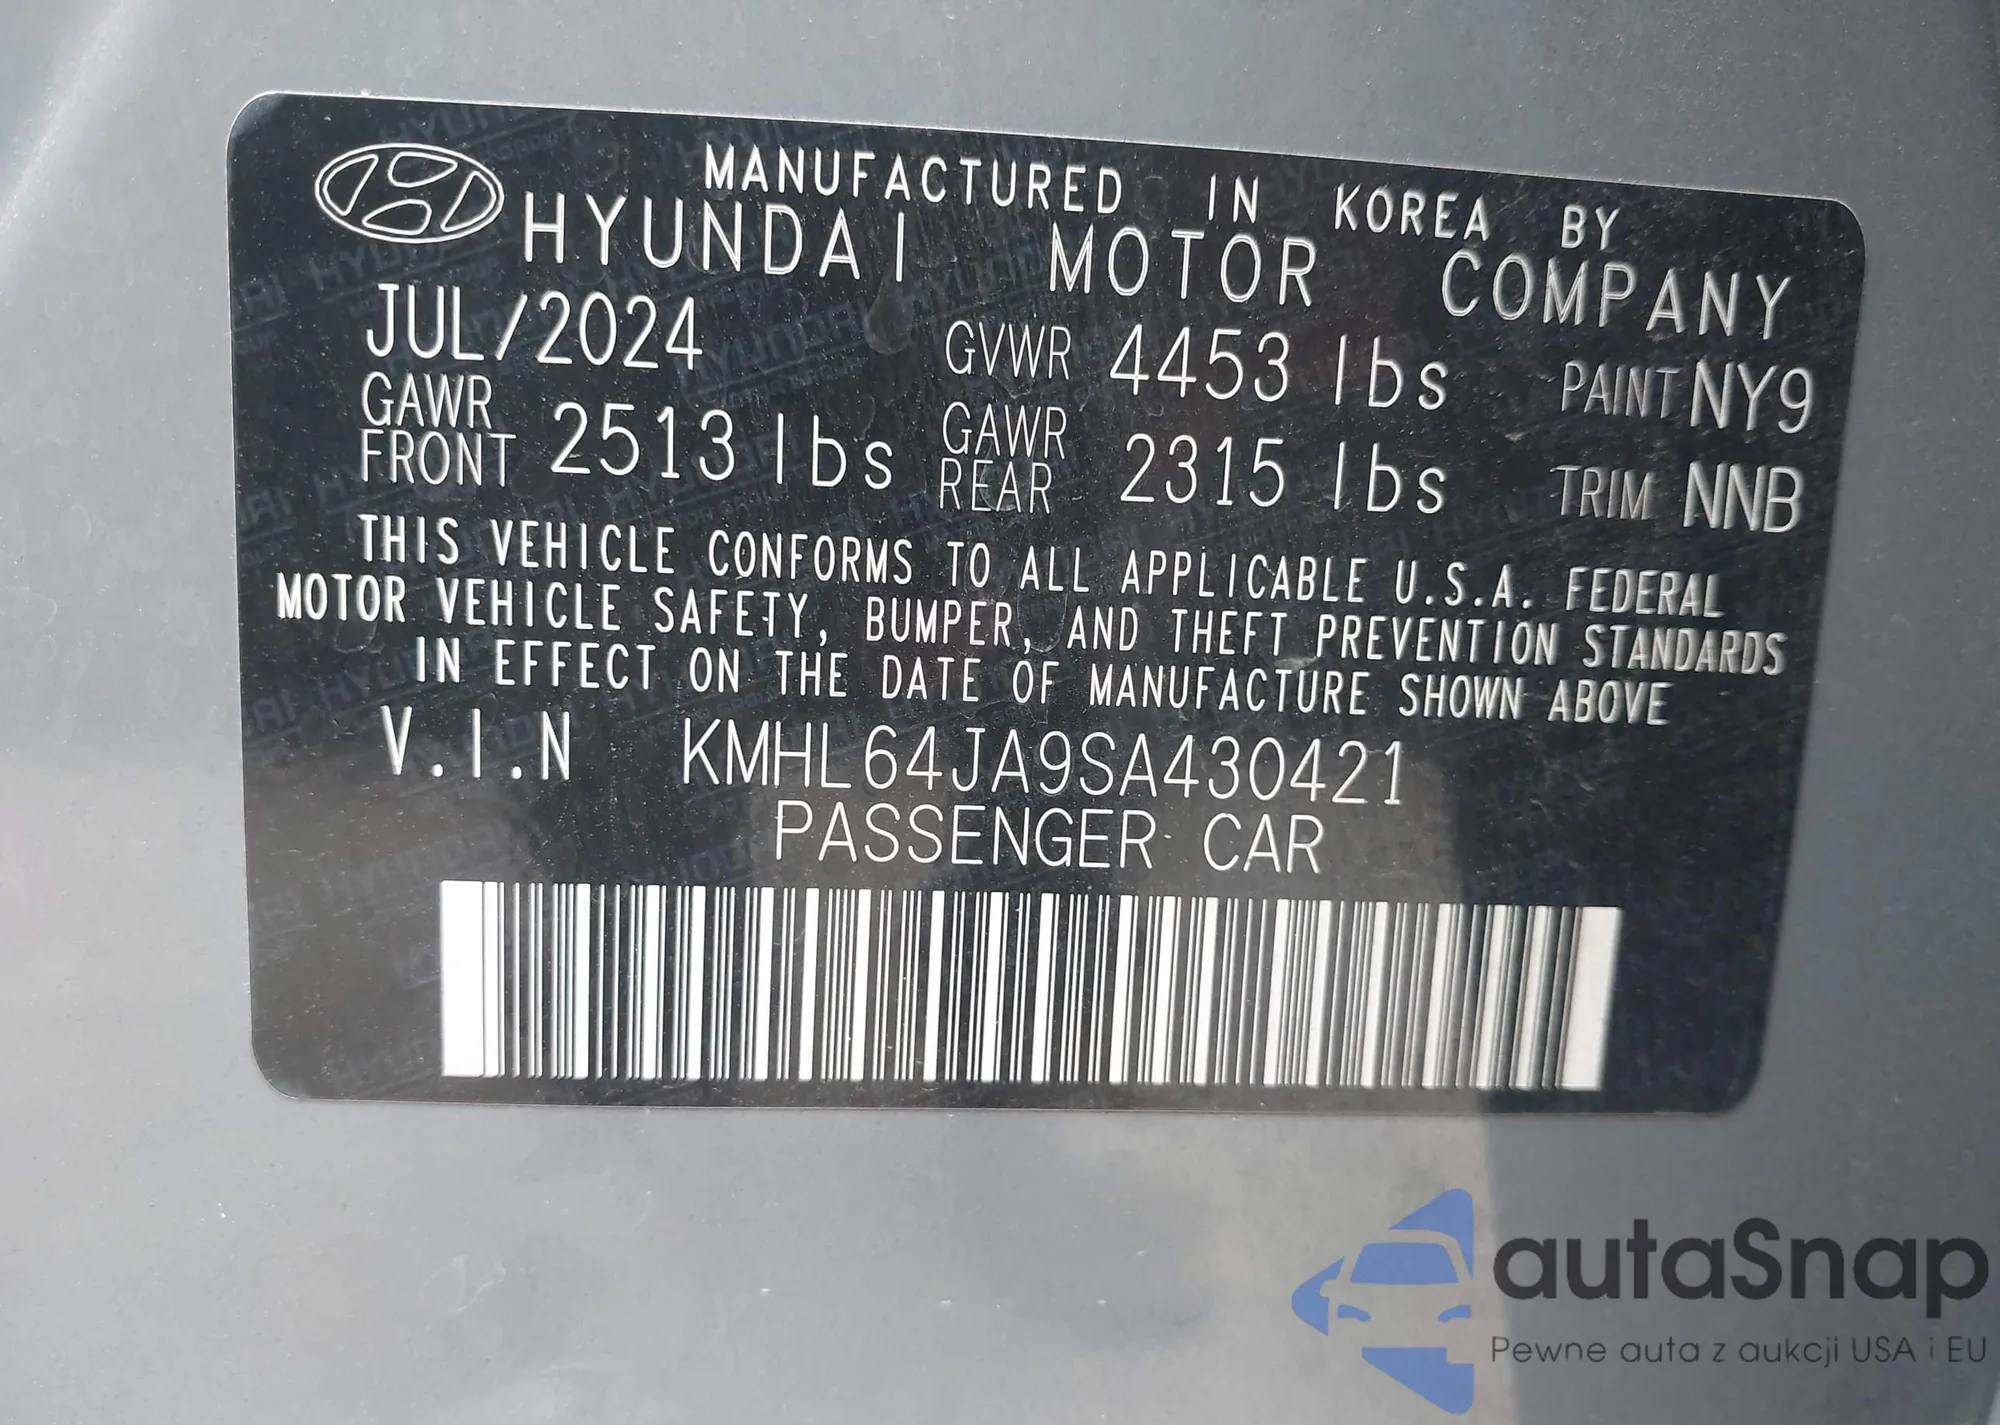 MANUFACTURED IN KOREA BY
HYUNDAI MOTOR COMPANY
JUL/2024 GVWR 4453 lbs PAINT NY9
GAWR FRONT 2513 lbs GAWR REAR 2315 lbs TRIM NNB
THIS VEHICLE CONFORMS TO ALL APPLICABLE U.S.A. FEDERAL
MOTOR VEHICLE SAFETY, BUMPER, AND THEFT PREVENTION STANDARDS
IN EFFECT ON THE DATE OF MANUFACTURE SHOWN ABOVE
V.I.N KMHL64JA9SA430421
PASSENGER CAR
autaSnap
Pewne auta z aukcji USA i EU